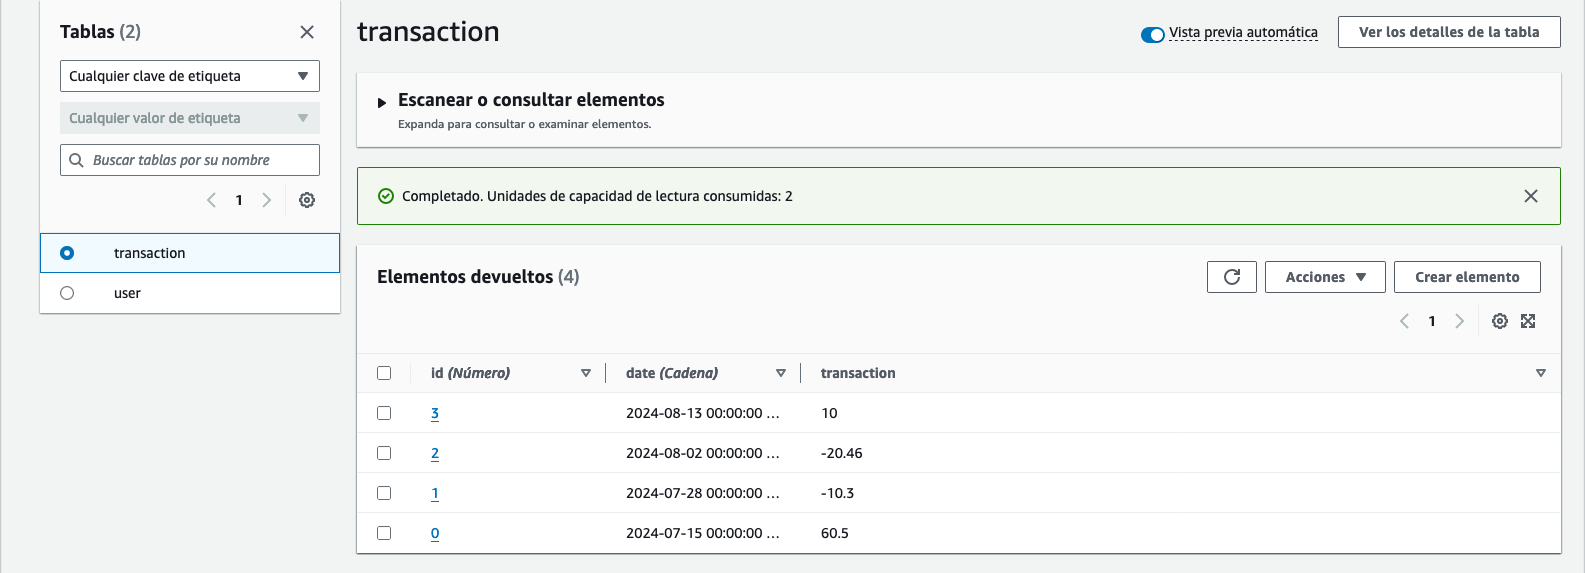 Tablas (2)
Cualquier clave de etiqueta
Cualquier valor de etiqueta
Buscar tablas por su nombre
1
transaction
user
transaction
Vista previa automática
Ver los detalles de la tabla
Escanear o consultar elementos
Expanda para consultar o examinar elementos.
Completado. Unidades de capacidad de lectura consumidas: 2
Elementos devueltos (4)
Acciones
Crear elemento
1
id (Número) date (Cadena) transaction
3 2024-08-13 00:00:00 ... 10
2 2024-08-02 00:00:00 ... -20.46
1 2024-07-28 00:00:00 ... -10.3
0 2024-07-15 00:00:00 ... 60.5